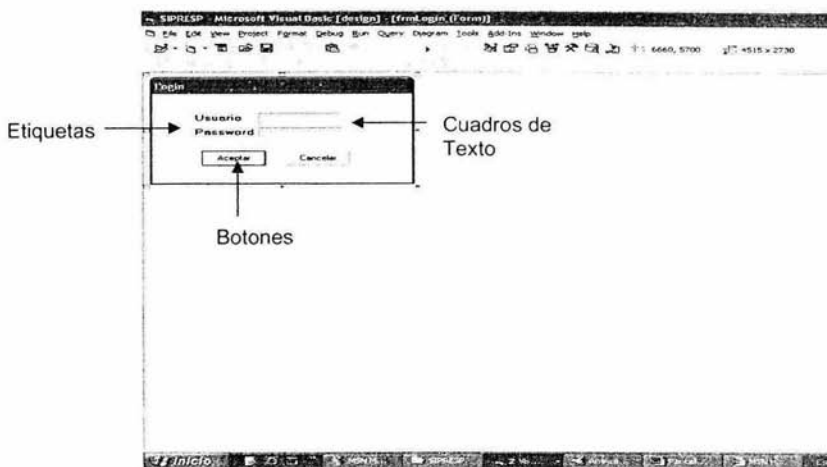 SIPRESP - Microsoft Visual Basic [design] - [frmLogin (Form)]
File Edit View Project Format Debug Run Query Diagram Tools Add-Ins Window Help
6660, 5700 4515 x 2730
Login
Usuario
Password
Aceptar Cancelar
Etiquetas
Cuadros de
Texto
Botones
Inicio SIPRESP